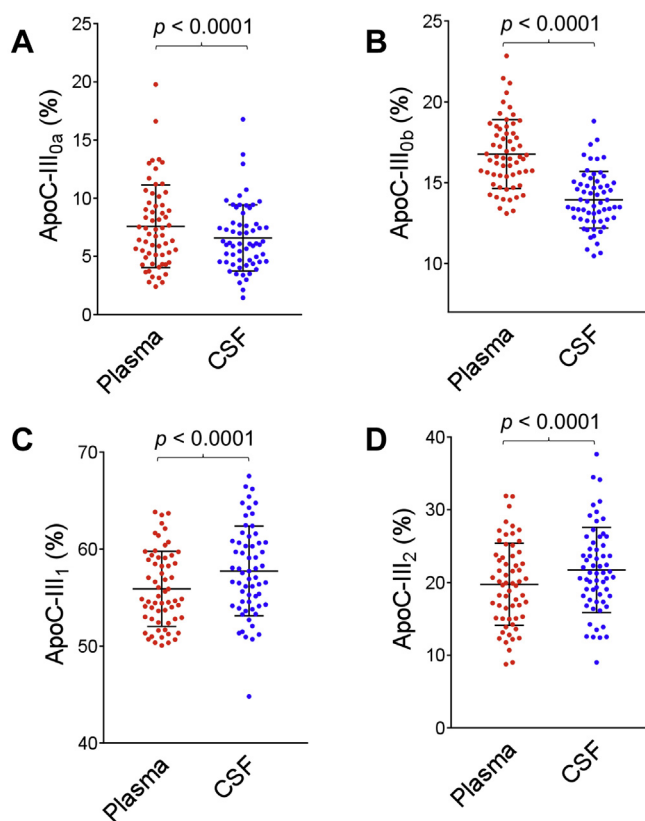 A
p < 0.0001
ApoC-III0a (%)
25
20
15
10
5
0
Plasma
CSF
B
p < 0.0001
ApoC-III0b (%)
25
20
15
10
Plasma
CSF
C
p < 0.0001
ApoC-III1 (%)
70
60
50
40
Plasma
CSF
D
p < 0.0001
ApoC-III2 (%)
40
30
20
10
0
Plasma
CSF